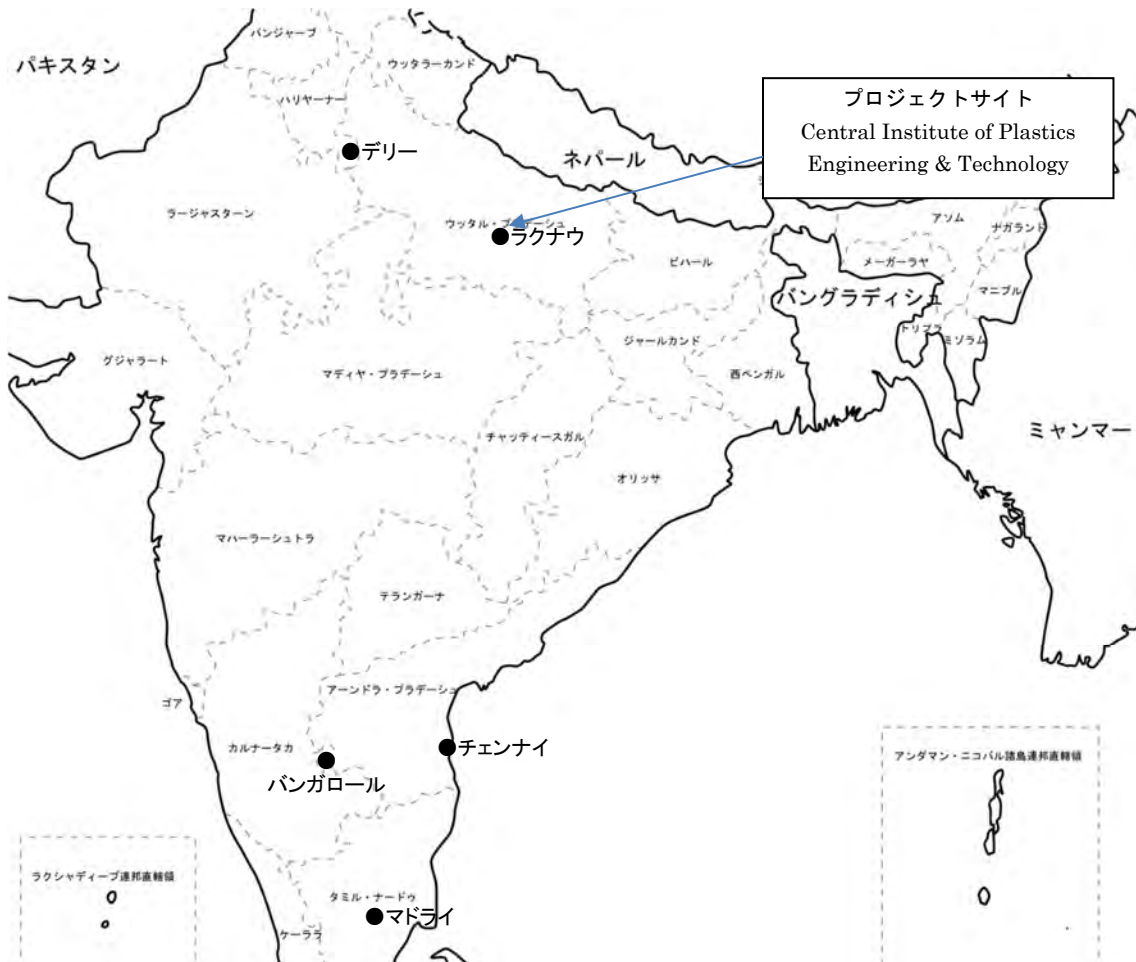 パンジャーブ
パキスタン
ウッタラーカンド
ハリヤーナー
プロジェクトサイト
Central Institute of Plastics
Engineering & Technology
デリー
ネパール
ラージャスターン
ウッタル・プラデーシュ
ラクナウ
アソム
ナガランド
ビハール
メーガーラヤ
マニプル
バングラディシュ
トリプラ
ミゾラム
ジャールカンド
グジャラート
マディヤ・プラデーシュ
西ベンガル
チャッティースガル
ミャンマー
オリッサ
マハーラーシュトラ
テランガーナ
アーンドラ・プラデーシュ
ゴア
カルナータカ
チェンナイ
バンガロール
アンダマン・ニコバル諸島連邦直轄領
ラクシャディープ連邦直轄領
タミル・ナードゥ
マドライ
ケーララ